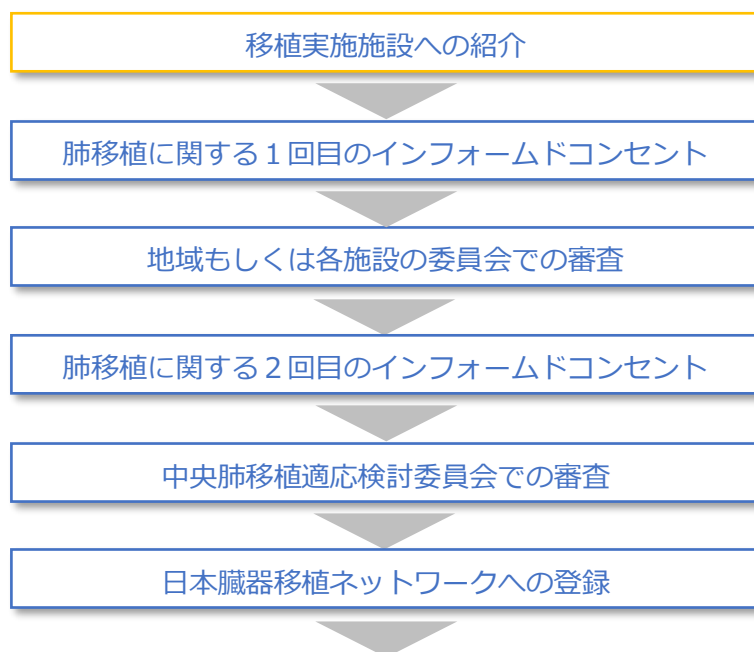 移植実施施設への紹介
肺移植に関する１回目のインフォームドコンセント
地域もしくは各施設の委員会での審査
肺移植に関する２回目のインフォームドコンセント
中央肺移植適応検討委員会での審査
日本臓器移植ネットワークへの登録